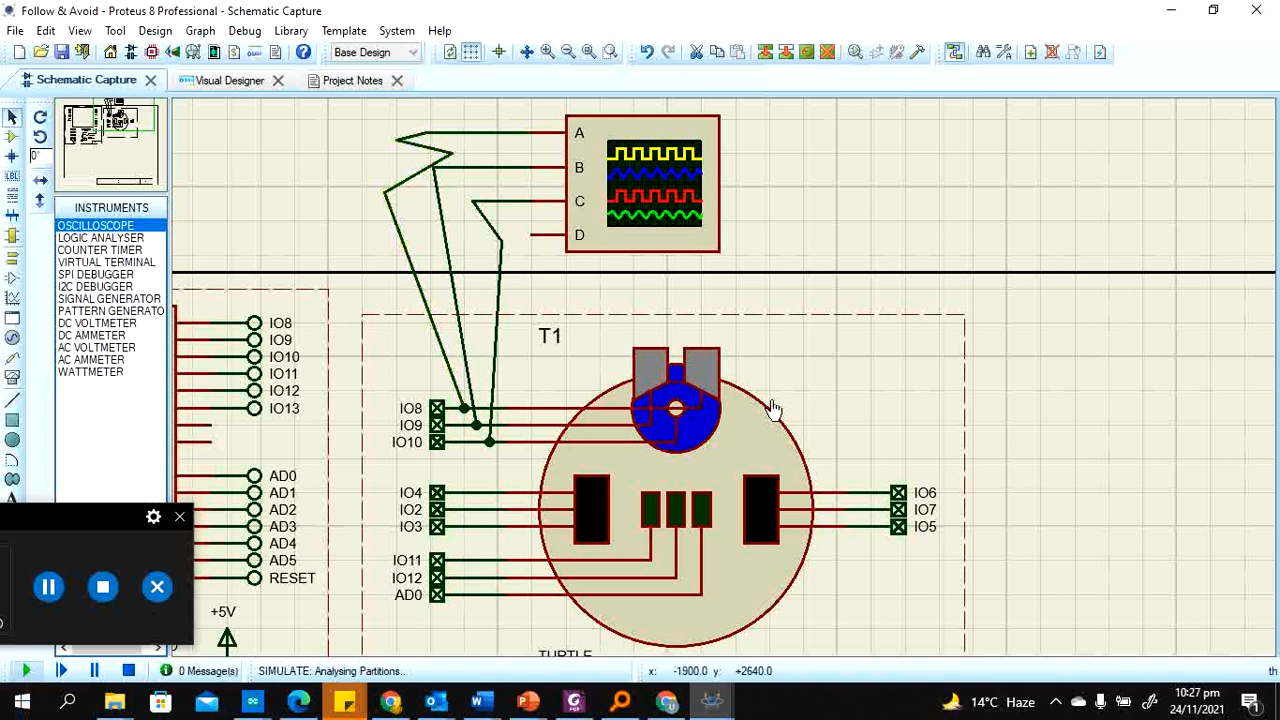 Follow & Avoid - Proteus 8 Professional - Schematic Capture
File Edit View Tool Design Graph Debug Library Template System Help
Base Design
Schematic Capture Visual Designer Project Notes
0°
INSTRUMENTS
OSCILLOSCOPE
LOGIC ANALYSER
COUNTER TIMER
VIRTUAL TERMINAL
SPI DEBUGGER
I2C DEBUGGER
SIGNAL GENERATOR
PATTERN GENERATO
DC VOLTMETER
DC AMMETER
AC VOLTMETER
AC AMMETER
WATTMETER
A
B
C
D
IO8
IO9
IO10
IO11
IO12
IO13
AD0
AD1
AD2
AD3
AD4
AD5
RESET
+5V
T1
IO8
IO9
IO10
IO4
IO2
IO3
IO11
IO12
AD0
IO6
IO7
IO5
TURTLE
0 Message(s) SIMULATE: Analysing Partitions.. x: -1900.0 y: +2640.0 th
14°C Haze
10:27 pm
24/11/2021
1